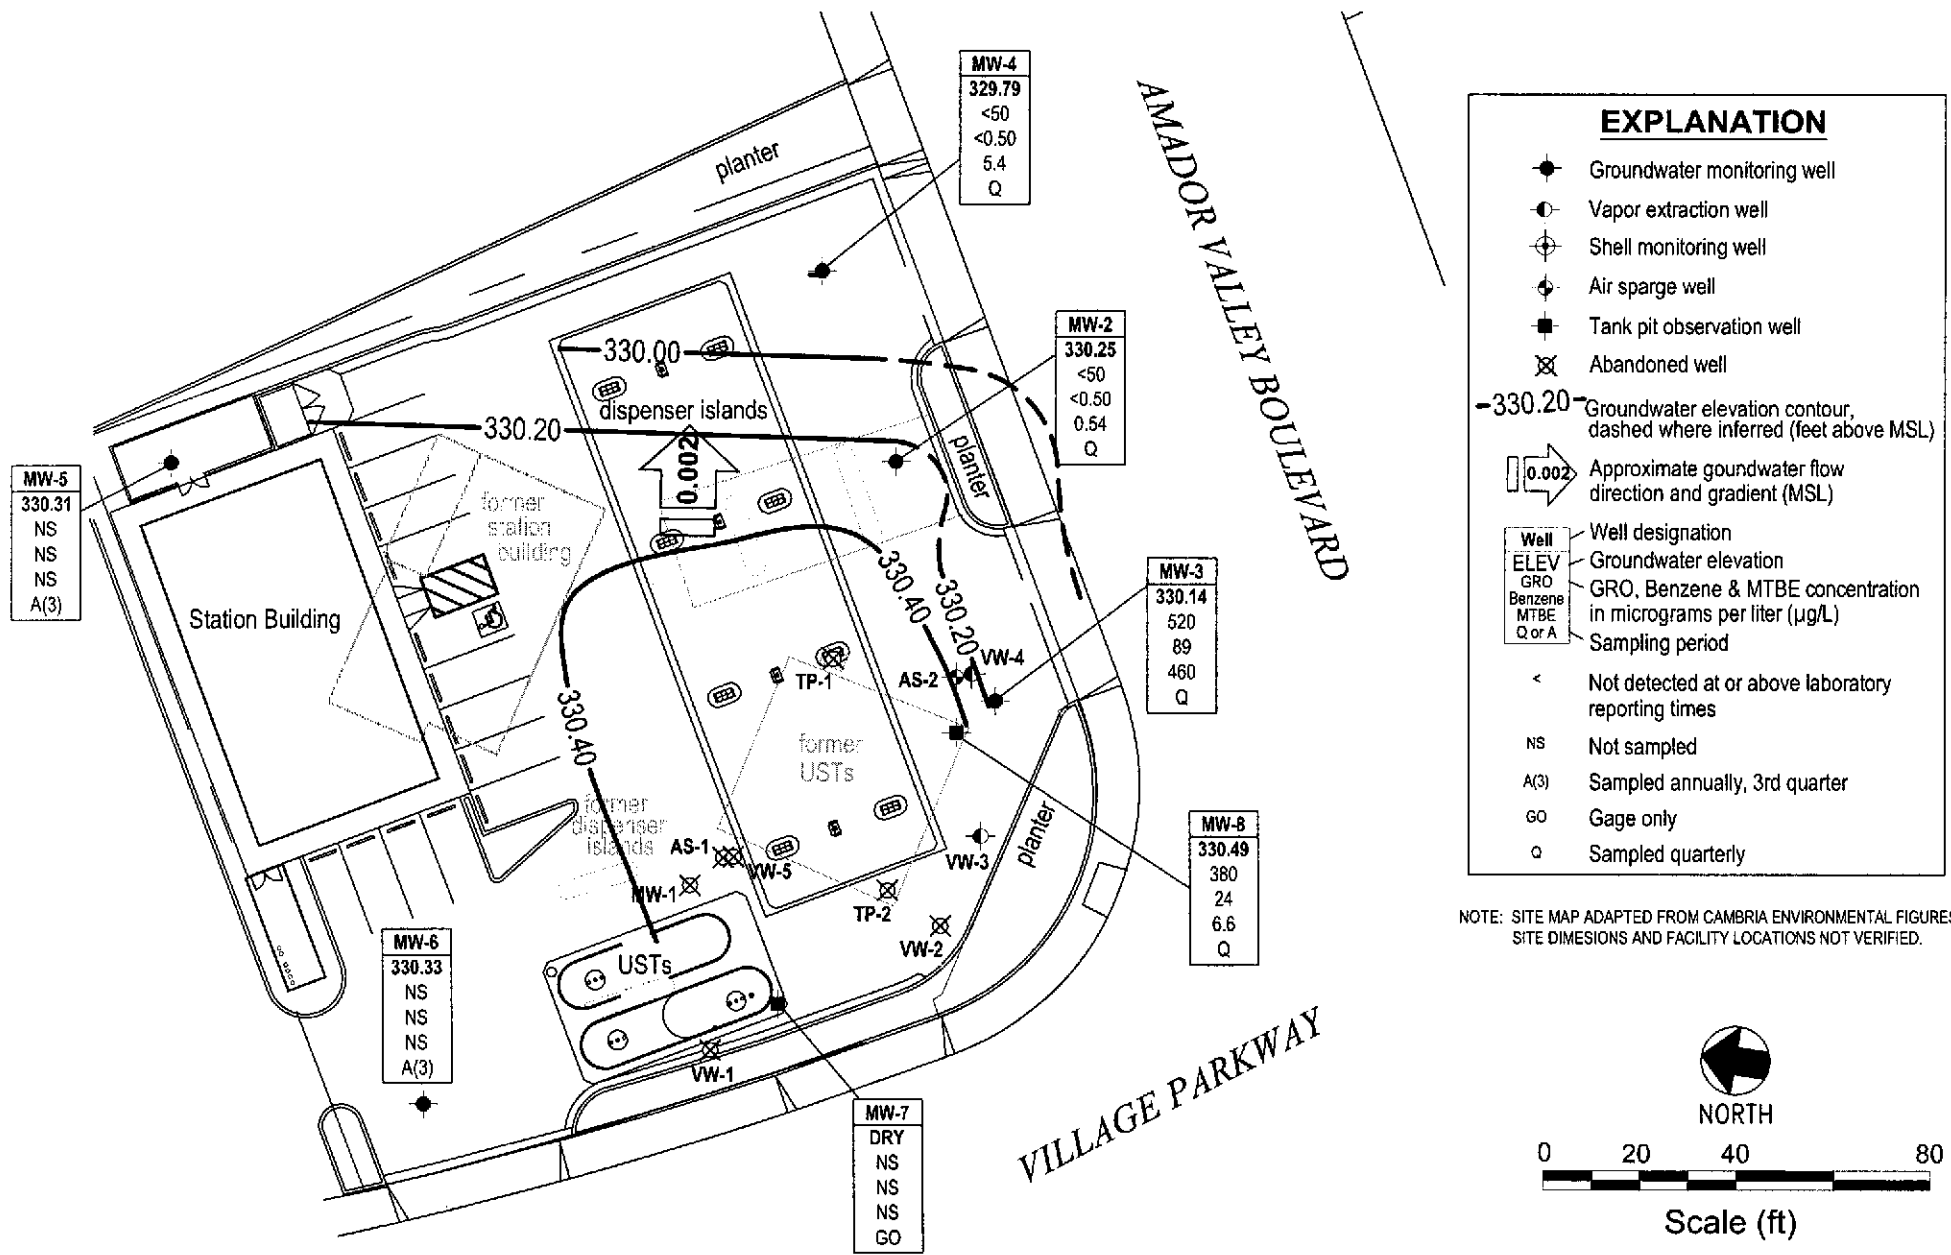 MW-4
329.79
<50
<0.50
5.4
Q
planter
AMADOR VALLEY BOULEVARD
MW-2
330.25
<50
<0.50
0.54
Q
330.00
dispenser islands
330.20
0.002
planter
MW-5
330.31
NS
NS
NS
A(3)
former
station
building
Station Building
330.40
330.20
MW-3
330.14
520
89
460
Q
VW-4
AS-2
TP-1
330.40
former
USTs
former
dispenser
islands
AS-1
VW-5
MW-1
VW-3
planter
TP-2
VW-2
MW-8
330.49
380
24
6.6
Q
MW-6
330.33
NS
NS
NS
A(3)
USTs
VW-1
MW-7
DRY
NS
NS
NS
GO
VILLAGE PARKWAY
EXPLANATION
Groundwater monitoring well
Vapor extraction well
Shell monitoring well
Air sparge well
Tank pit observation well
Abandoned well
330.20
Groundwater elevation contour,
dashed where inferred (feet above MSL)
0.002
Approximate goundwater flow
direction and gradient (MSL)
Well
ELEV
GRO
Benzene
MTBE
Q or A
Well designation
Groundwater elevation
GRO, Benzene & MTBE concentration
in micrograms per liter (µg/L)
Sampling period
< Not detected at or above laboratory
reporting times
NS Not sampled
A(3) Sampled annually, 3rd quarter
GO Gage only
Q Sampled quarterly
NOTE: SITE MAP ADAPTED FROM CAMBRIA ENVIRONMENTAL FIGURES
SITE DIMESIONS AND FACILITY LOCATIONS NOT VERIFIED.
NORTH
0 20 40 80
Scale (ft)